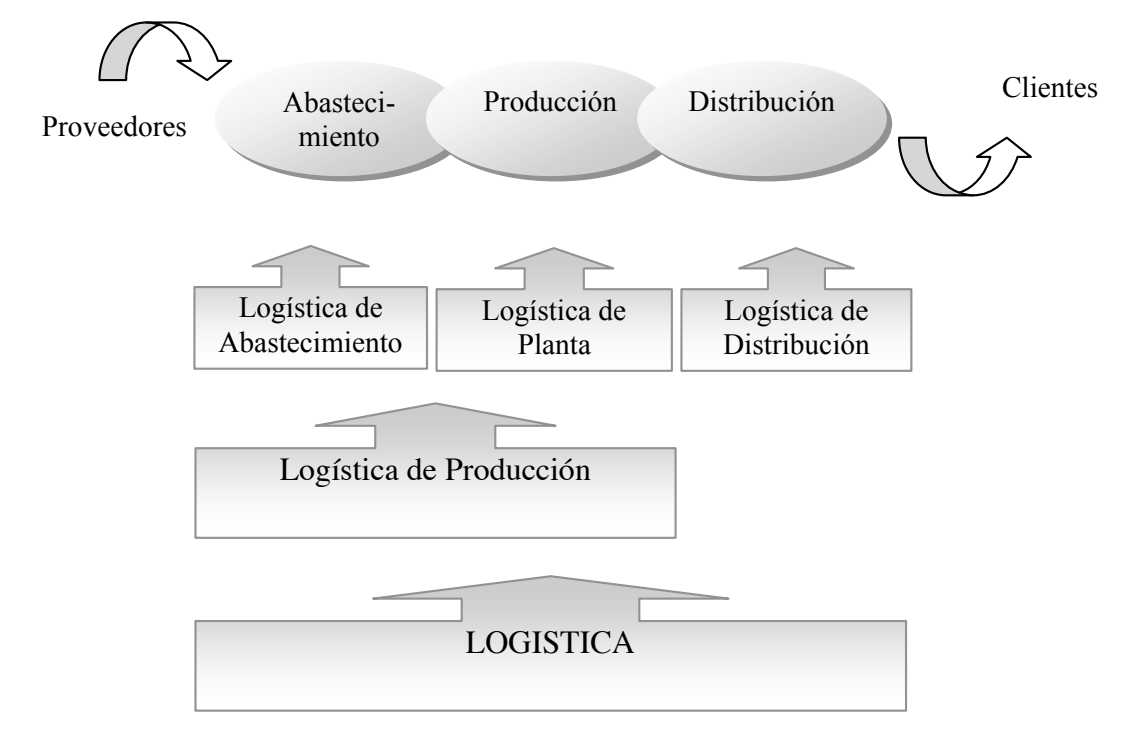 Proveedores
Abasteci-
miento
Producción
Distribución
Clientes
Logística de
Abastecimiento
Logística de
Planta
Logística de
Distribución
Logística de Producción
LOGISTICA